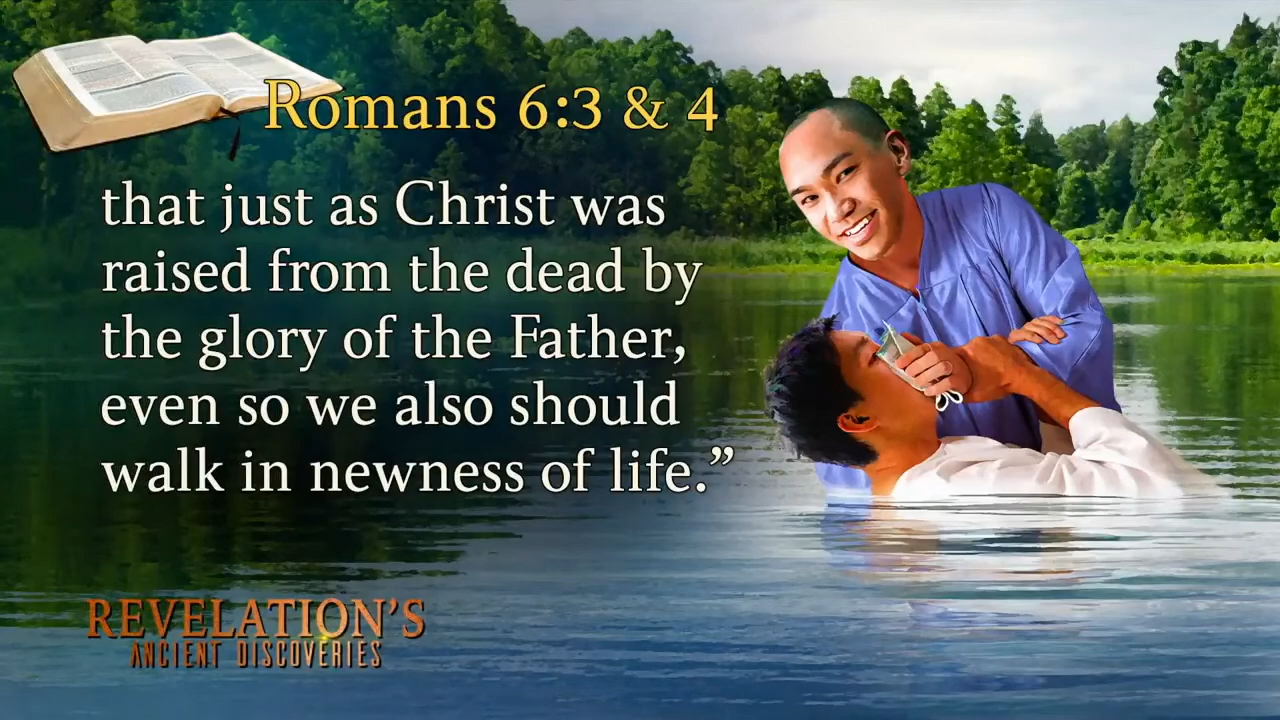 Romans 6:3 & 4
that just as Christ was
raised from the dead by
the glory of the Father,
even so we also should
walk in newness of life.”
REVELATION'S
ANCIENT DISCOVERIES